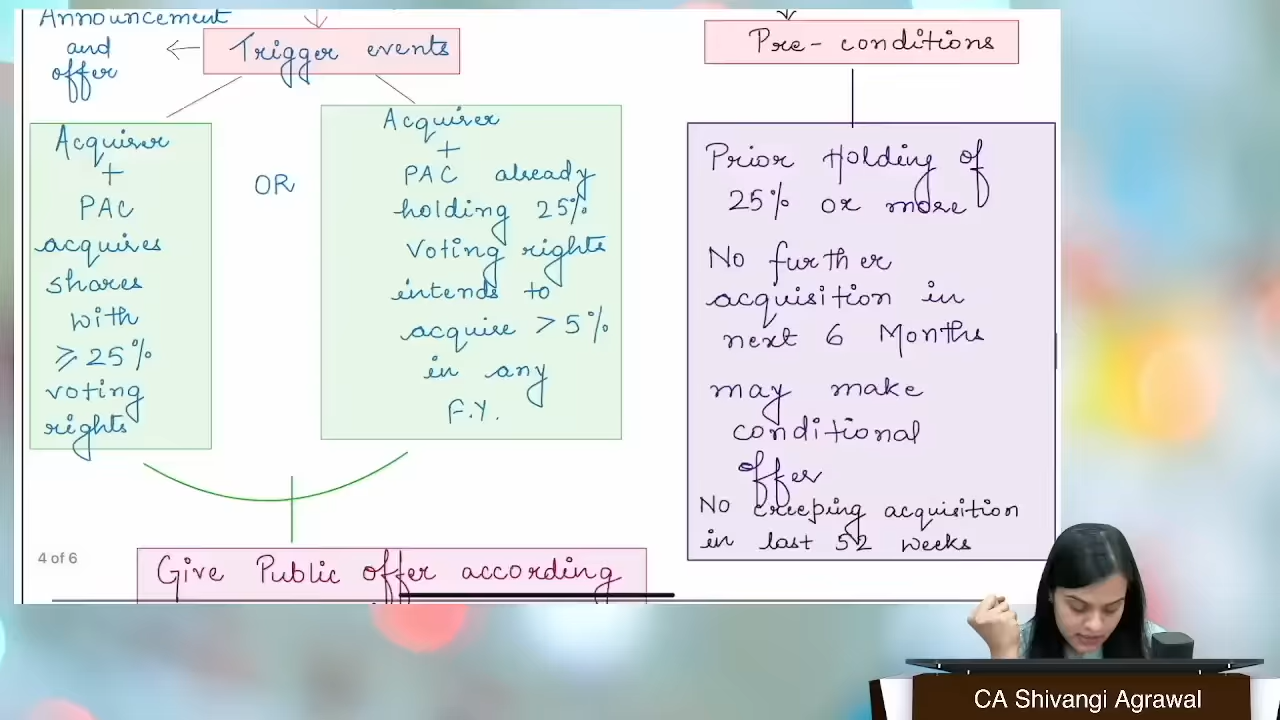 Announcement
and
offer
Trigger events
Acquirer
+
PAC
acquires
shares
with
≥ 25%
voting
rights
OR
Acquirer
+
PAC already
holding 25%
voting rights
intends to
acquire > 5%
in any
F.Y.
Give Public offer according
4 of 6
Pre-conditions
Prior Holding of
25% or more
No further
acquisition in
next 6 Months
may make
conditional
offer
No creeping acquisition
in last 52 weeks
CA Shivangi Agrawal